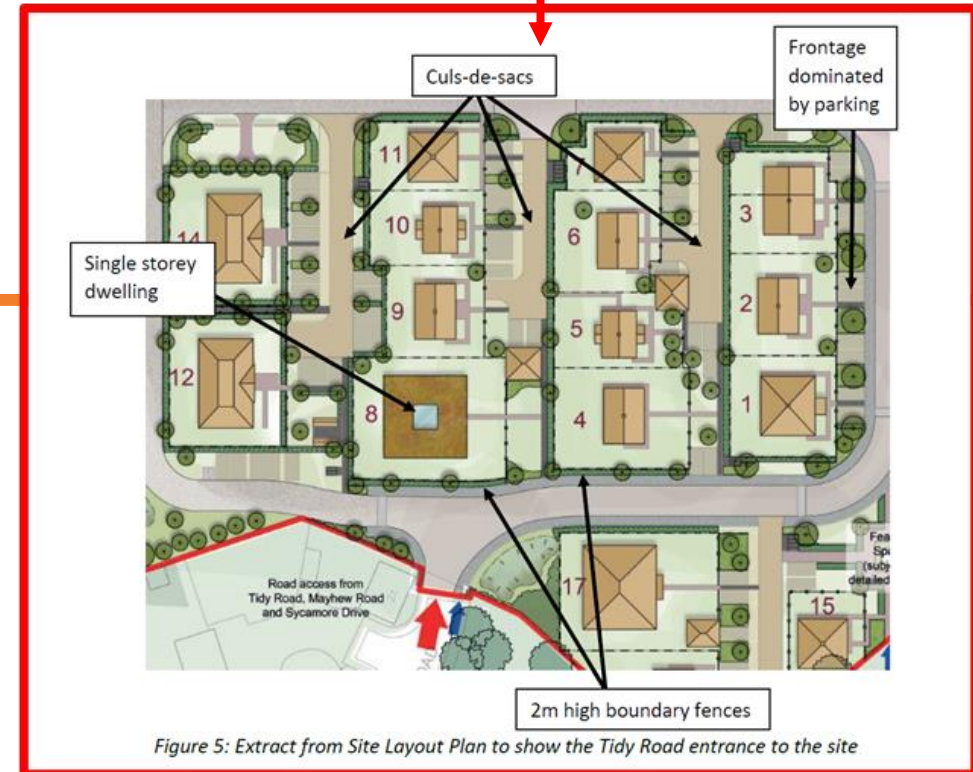 Culs-de-sacs
Frontage
dominated
by parking
Single storey
dwelling
11
7
10
6
3
14
9
5
2
12
8
4
1
17
15
Road access from
Tidy Road, Mayhew Road
and Sycamore Drive
2m high boundary fences
Figure 5: Extract from Site Layout Plan to show the Tidy Road entrance to the site